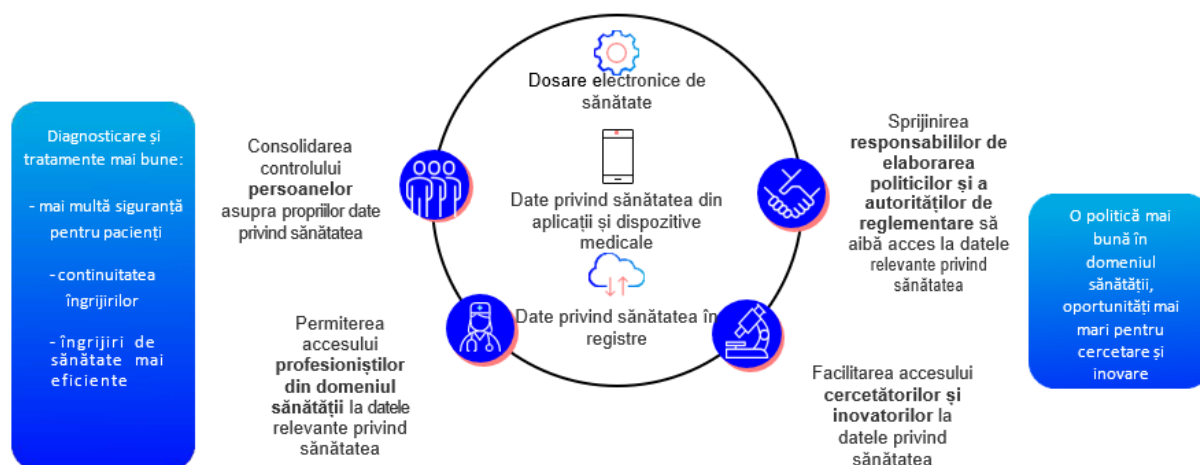 Diagnosticare și
tratamente mai bune:
- mai multă siguranță
pentru pacienți
- continuitatea
îngrijirilor
- îngrijiri de
sănătate mai
eficiente
Consolidarea
controlului
persoanelor
asupra propriilor date
privind sănătatea
Permiterea
accesului
profesioniștilor
din domeniul
sănătății la datele
relevante privind
sănătatea
Dosare electronice de
sănătate
Date privind sănătatea din
aplicații și dispozitive
medicale
Date privind sănătatea în
registre
Sprijinirea
responsabililor de
elaborarea
politicilor și a
autorităților de
reglementare să
aibă acces la datele
relevante privind
sănătatea
Facilitarea accesului
cercetătorilor și
inovatorilor la
datele privind
sănătatea
O politică mai
bună în
domeniul
sănătății,
oportunități mai
mari pentru
cercetare și
inovare